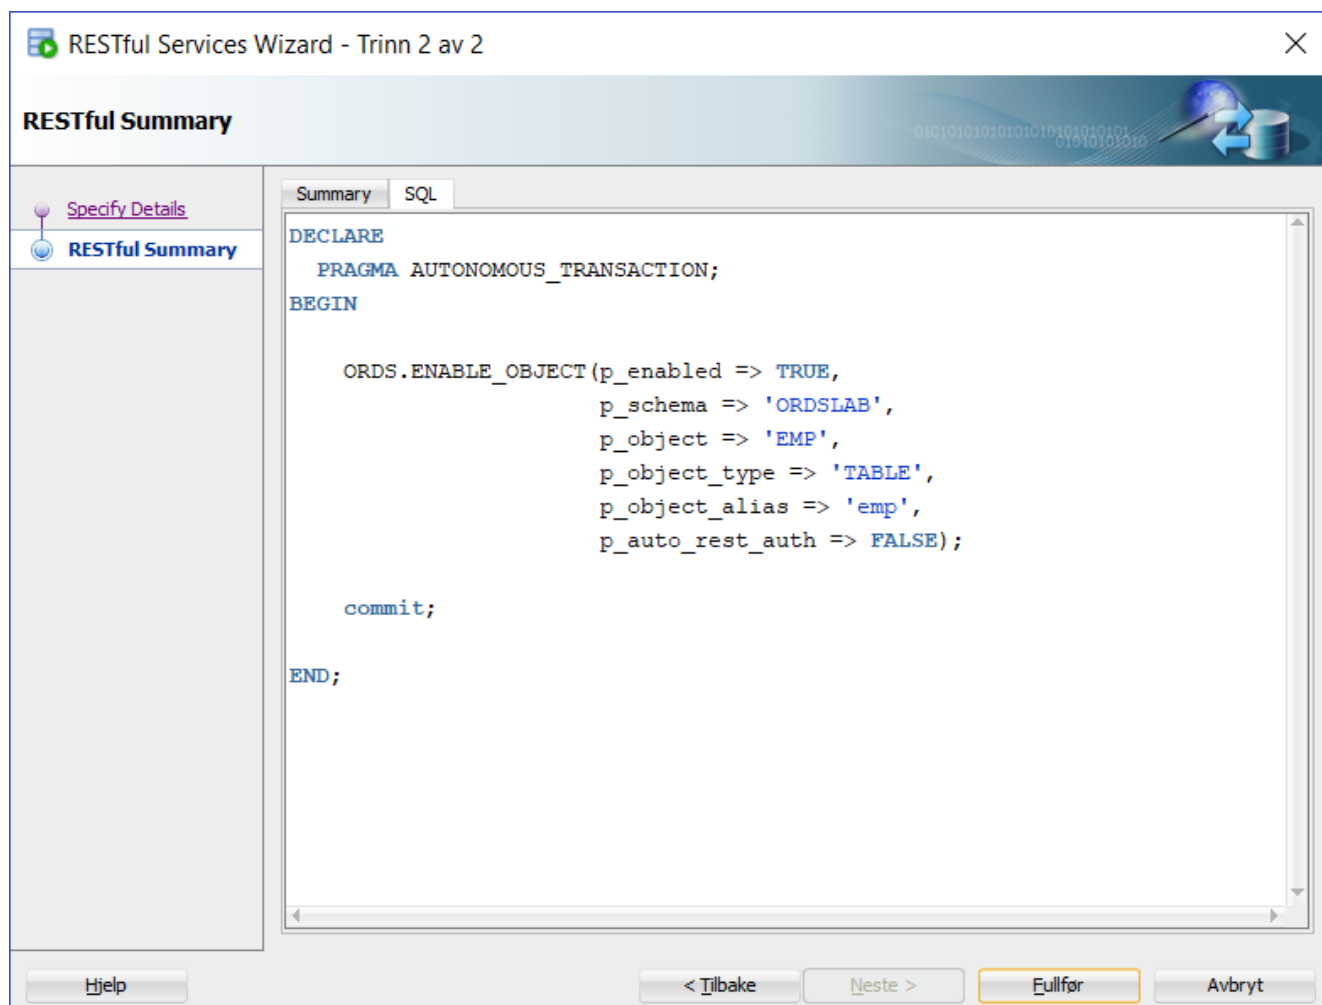 RESTful Services Wizard - Trinn 2 av 2
RESTful Summary
010101010101010101010101010101
01010101010
Specify Details
RESTful Summary
Summary
SQL
DECLARE
  PRAGMA AUTONOMOUS_TRANSACTION;
BEGIN
    ORDS.ENABLE_OBJECT(p_enabled => TRUE,
                       p_schema => 'ORDSLAB',
                       p_object => 'EMP',
                       p_object_type => 'TABLE',
                       p_object_alias => 'emp',
                       p_auto_rest_auth => FALSE);
    commit;
END;
Hjelp
< Tilbake
Neste >
Fullfør
Avbryt